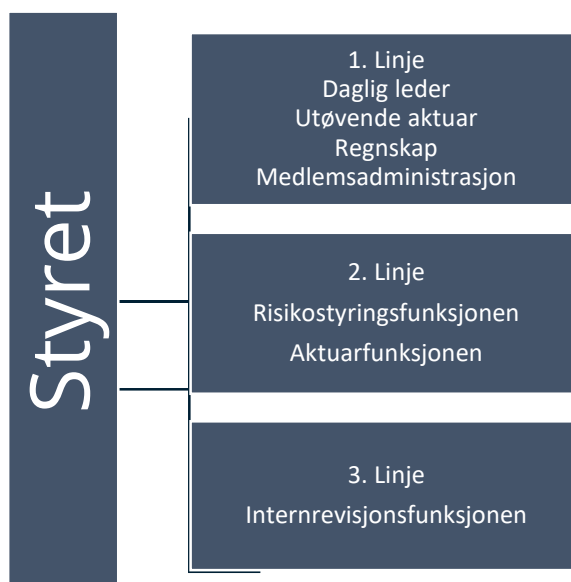 Styret
1. Linje
Daglig leder
Utøvende aktuar
Regnskap
Medlemsadministrasjon
2. Linje
Risikostyringsfunksjonen
Aktuarfunksjonen
3. Linje
Internrevisjonsfunksjonen